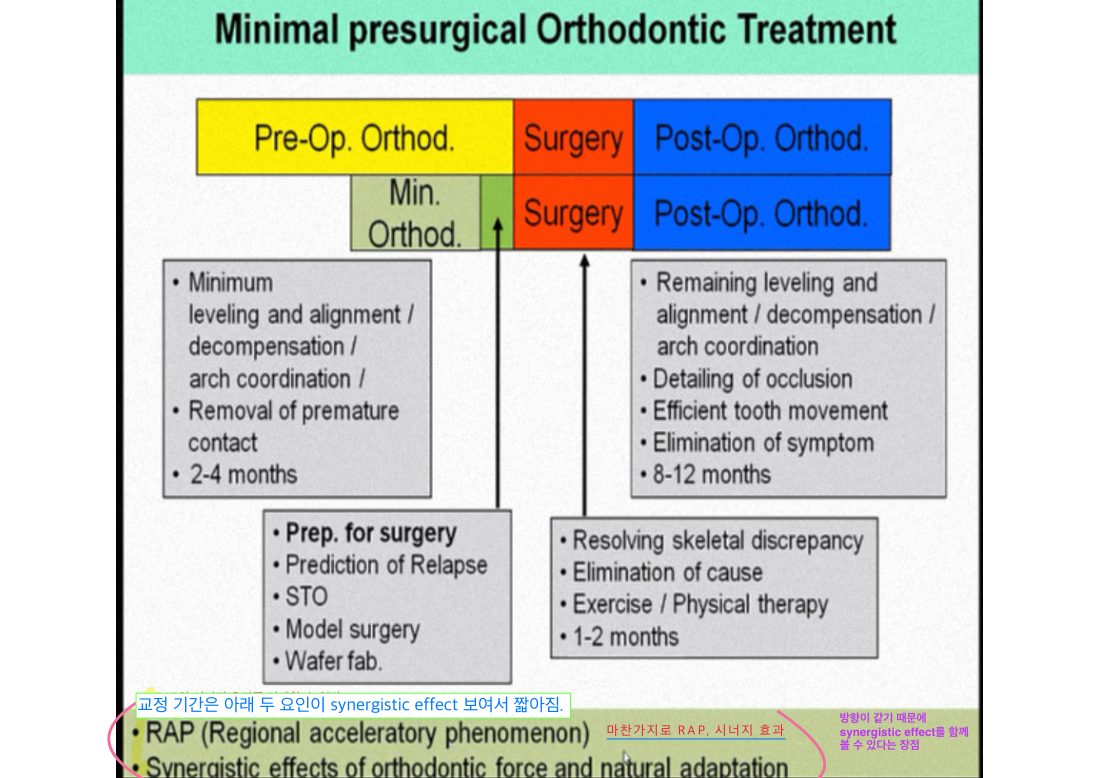 Minimal presurgical Orthodontic Treatment
Pre-Op. Orthod.
Surgery
Post-Op. Orthod.
Min.
Orthod.
Surgery
Post-Op. Orthod.
• Minimum
leveling and alignment /
decompensation /
arch coordination /
• Removal of premature
contact
• 2-4 months
• Remaining leveling and
alignment / decompensation /
arch coordination
• Detailing of occlusion
• Efficient tooth movement
• Elimination of symptom
• 8-12 months
• Prep. for surgery
• Prediction of Relapse
• STO
• Model surgery
• Wafer fab.
• Resolving skeletal discrepancy
• Elimination of cause
• Exercise / Physical therapy
• 1-2 months
교정 기간은 아래 두 요인이 synergistic effect 보여서 짧아짐.
• RAP (Regional acceleratory phenomenon)
마찬가지로 RAP, 시너지 효과
• Synergistic effects of orthodontic force and natural adaptation
방향이 같기 때문에
synergistic effect를 함께
볼 수 있다는 장점